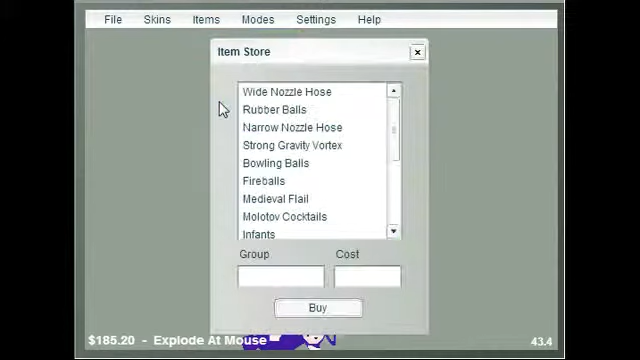 File Skins Items Modes Settings Help
Item Store
Wide Nozzle Hose
Rubber Balls
Narrow Nozzle Hose
Strong Gravity Vortex
Bowling Balls
Fireballs
Medieval Flail
Molotov Cocktails
Infants
Group Cost
Buy
$185.20 - Explode At Mouse 43.4